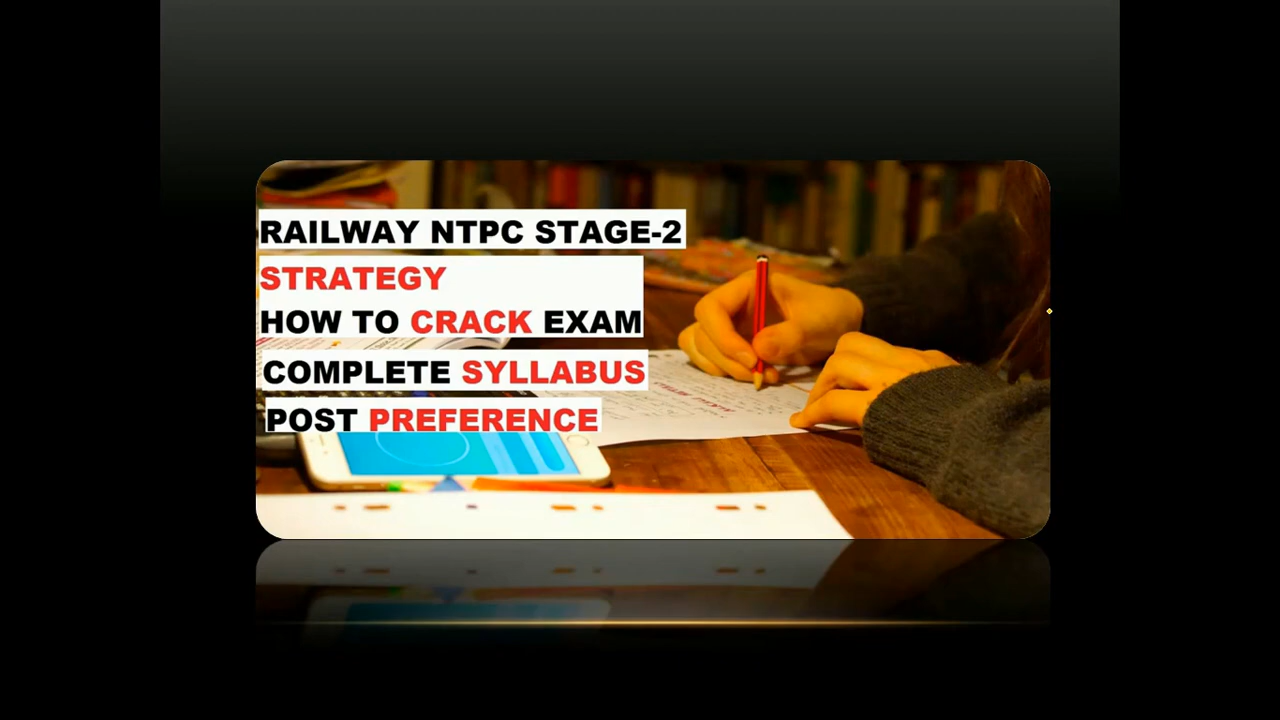 RAILWAY NTPC STAGE-2
STRATEGY
HOW TO CRACK EXAM
COMPLETE SYLLABUS
POST PREFERENCE